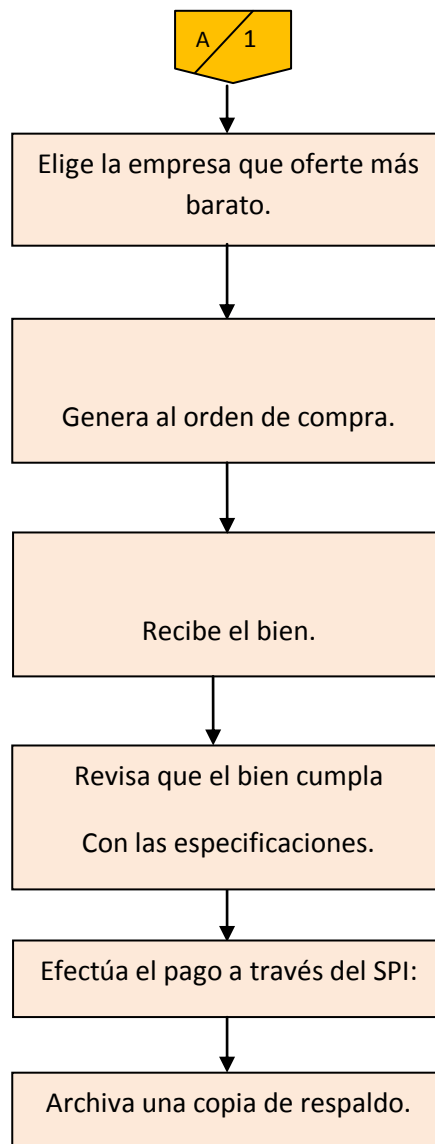 A 1
Elige la empresa que oferte más
barato.
Genera al orden de compra.
Recibe el bien.
Revisa que el bien cumpla
Con las especificaciones.
Efectúa el pago a través del SPI:
Archiva una copia de respaldo.